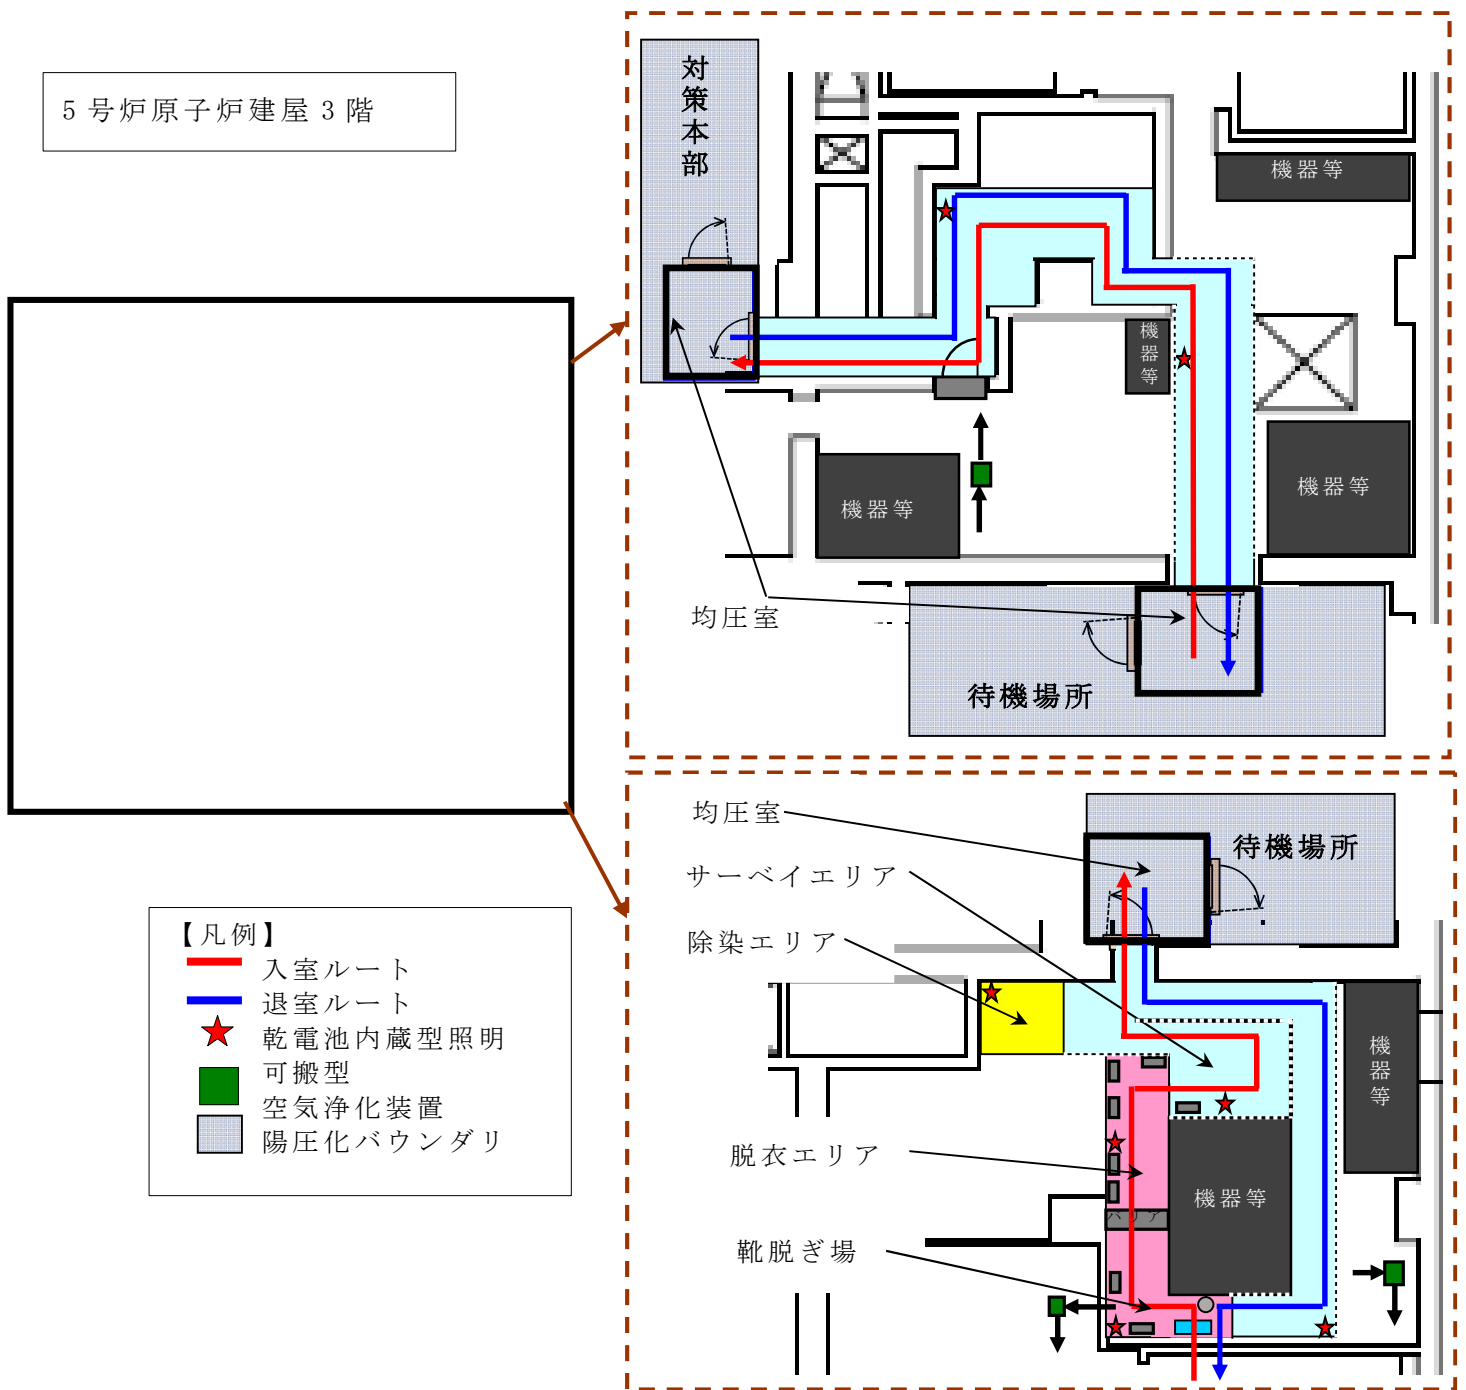 5号炉原子炉建屋3階
対策本部
機器等
機器等
機器等
機器等
均圧室
待機場所
均圧室
待機場所
サーベイエリア
除染エリア
機器等
脱衣エリア
機器等
バリア
靴脱ぎ場
【凡例】
入室ルート
退室ルート
乾電池内蔵型照明
可搬型
空気浄化装置
陽圧化バウンダリ